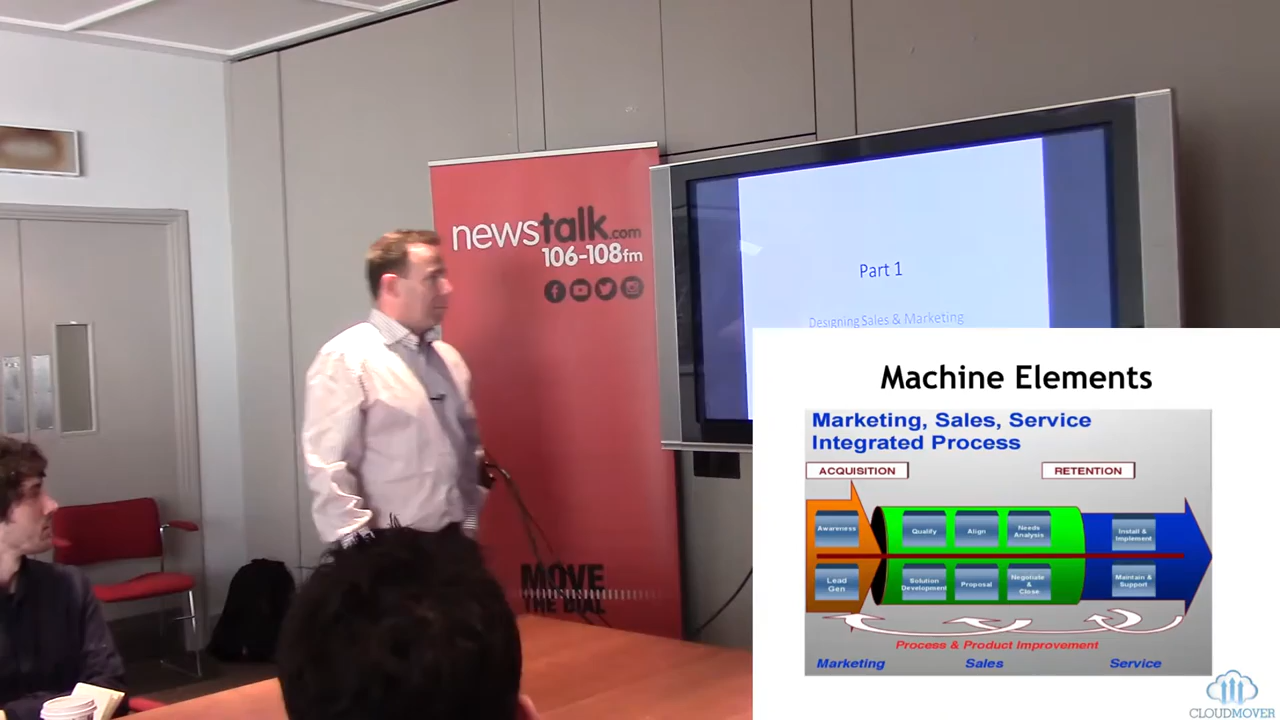 newstalk.com
106-108fm
MOVE
THE DIAL
Part 1
Designing Sales & Marketing
Machine Elements
Marketing, Sales, Service
Integrated Process
ACQUISITION
RETENTION
Awareness
Qualify
Align
Needs
Analysis
Install &
Implement
Lead
Gen
Solution
Development
Proposal
Negotiate
&
Close
Maintain &
Support
Process & Product Improvement
Marketing
Sales
Service
CLOUDMOVER